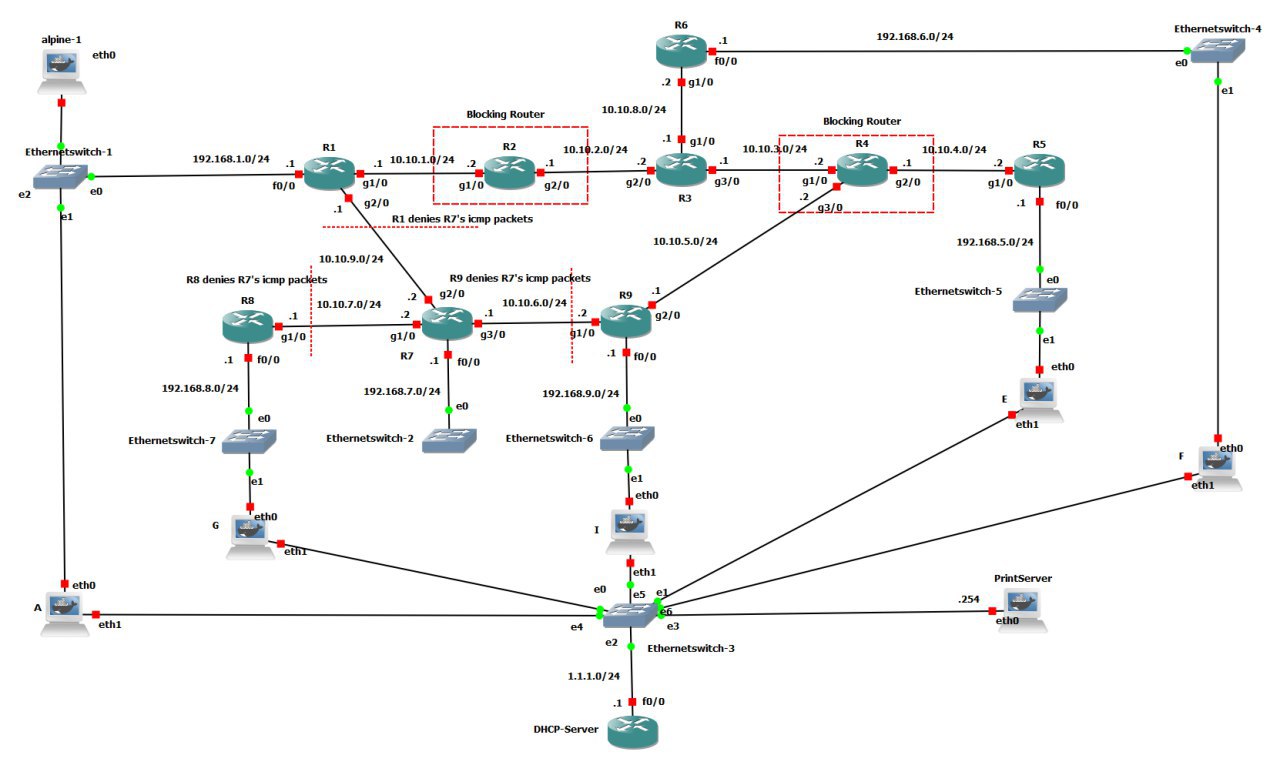 R6
Ethernetswitch-4
alpine-1
eth0
.1
192.168.6.0/24
f0/0
e0
.2
g1/0
e1
10.10.8.0/24
Blocking Router
Blocking Router
.1
g1/0
Ethernetswitch-1
192.168.1.0/24
R1
10.10.1.0/24
R2
10.10.2.0/24
10.10.3.0/24
R4
10.10.4.0/24
R5
.1
.1
.2
.1
.2
.1
.2
.1
.2
e2
e0
f0/0
g1/0
g1/0
g2/0
g2/0
g3/0
g1/0
g2/0
g1/0
R3
e1
.1
g2/0
.2
g3/0
.1
f0/0
R1 denies R7's icmp packets
10.10.5.0/24
192.168.5.0/24
10.10.9.0/24
R8 denies R7's icmp packets
R9 denies R7's icmp packets
e0
Ethernetswitch-5
.2
g2/0
.1
g2/0
R8
10.10.7.0/24
10.10.6.0/24
R9
.1
.2
.1
.2
g1/0
g1/0
g3/0
g1/0
e1
R7
.1
f0/0
.1
f0/0
.1
f0/0
eth0
192.168.8.0/24
192.168.7.0/24
192.168.9.0/24
E
eth1
e0
e0
e0
Ethernetswitch-7
Ethernetswitch-2
Ethernetswitch-6
eth0
F
eth1
e1
e1
eth0
eth0
G
I
eth1
eth1
eth0
A
eth1
e0
e5
e1
e6
e4
e3
e2
Ethernetswitch-3
PrintServer
.254
eth0
1.1.1.0/24
.1
f0/0
DHCP-Server